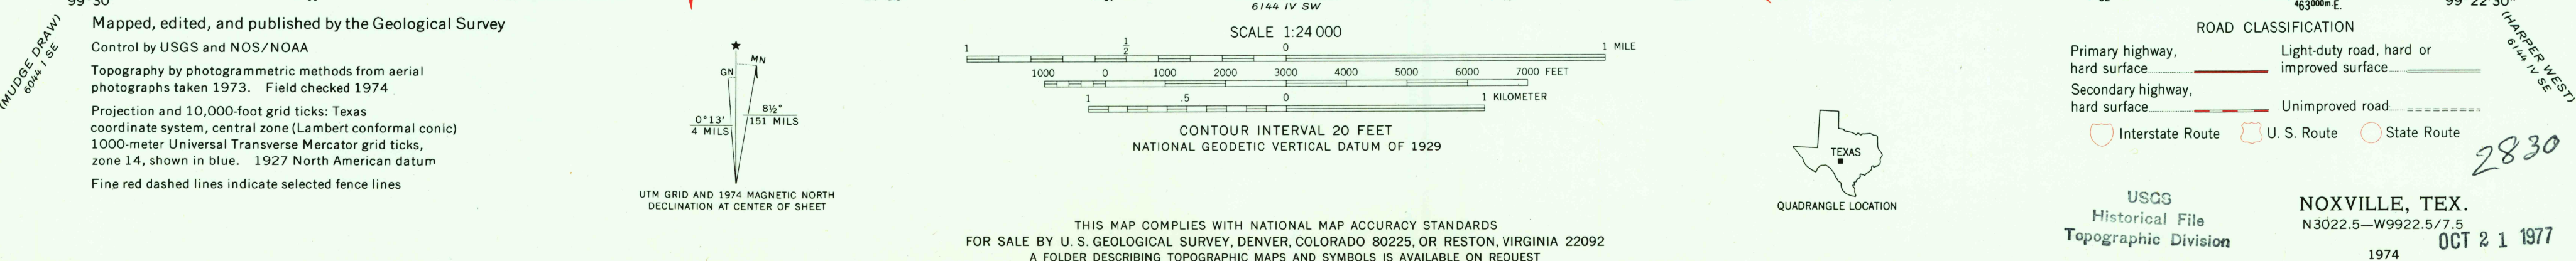 99°30'
6144 IV SW
463000m.E.
99°22'30"
(MUDGE DRAW)
6044 I SE
Mapped, edited, and published by the Geological Survey
Control by USGS and NOS/NOAA
Topography by photogrammetric methods from aerial
photographs taken 1973. Field checked 1974
Projection and 10,000-foot grid ticks: Texas
coordinate system, central zone (Lambert conformal conic)
1000-meter Universal Transverse Mercator grid ticks,
zone 14, shown in blue. 1927 North American datum
Fine red dashed lines indicate selected fence lines
★
MN
GN
0°13'
4 MILS
8½°
151 MILS
UTM GRID AND 1974 MAGNETIC NORTH
DECLINATION AT CENTER OF SHEET
SCALE 1:24 000
1 ½ 0 1 MILE
1000 0 1000 2000 3000 4000 5000 6000 7000 FEET
1 .5 0 1 KILOMETER
CONTOUR INTERVAL 20 FEET
NATIONAL GEODETIC VERTICAL DATUM OF 1929
THIS MAP COMPLIES WITH NATIONAL MAP ACCURACY STANDARDS
FOR SALE BY U. S. GEOLOGICAL SURVEY, DENVER, COLORADO 80225, OR RESTON, VIRGINIA 22092
A FOLDER DESCRIBING TOPOGRAPHIC MAPS AND SYMBOLS IS AVAILABLE ON REQUEST
TEXAS
QUADRANGLE LOCATION
ROAD CLASSIFICATION
Primary highway,
hard surface
Light-duty road, hard or
improved surface
Secondary highway,
hard surface
Unimproved road
Interstate Route U. S. Route State Route
(HARPER WEST)
6144 IV SE
2830
USGS
Historical File
Topographic Division
NOXVILLE, TEX.
N3022.5—W9922.5/7.5
OCT 2 1 1977
1974